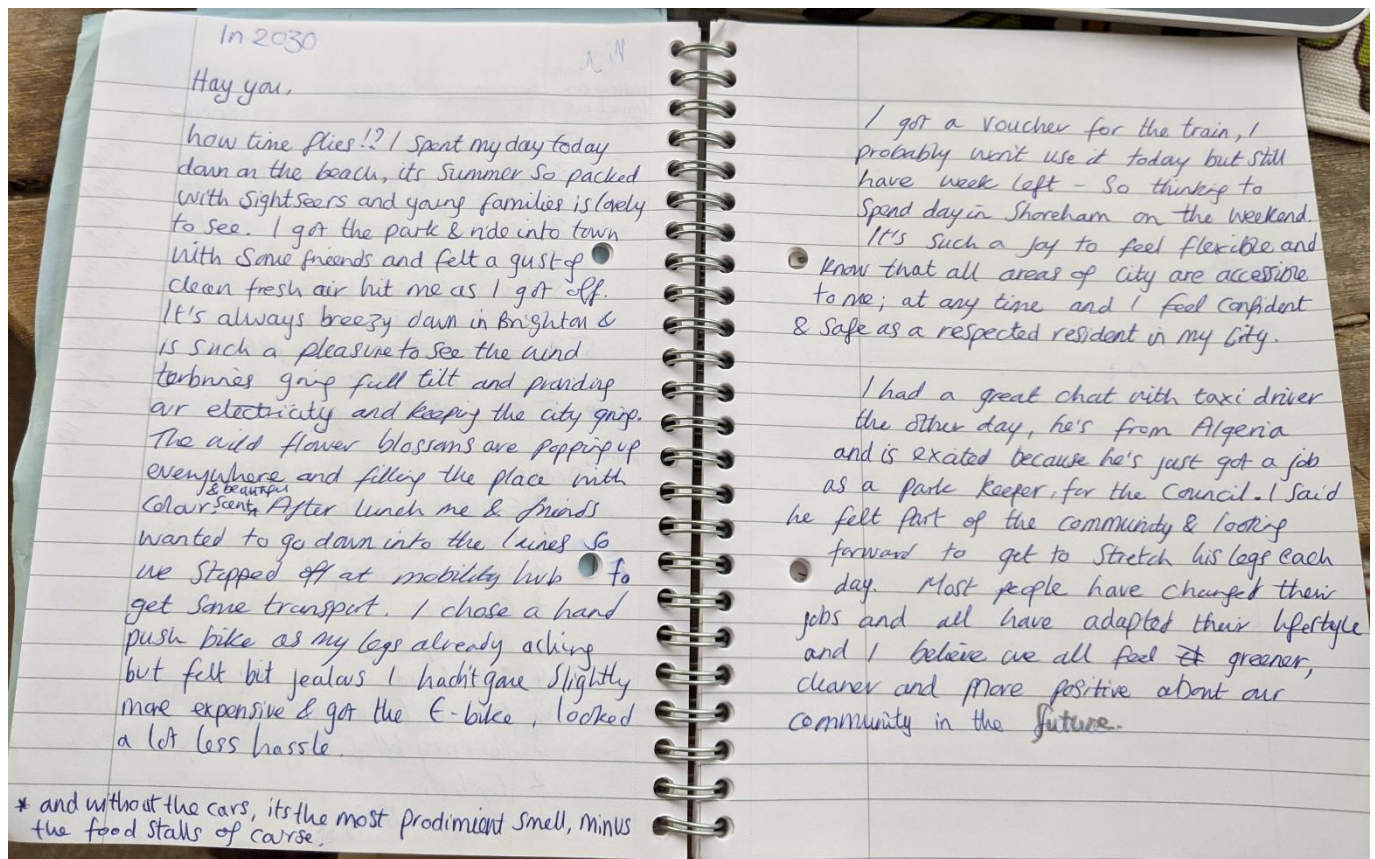 In 2030
Hay you,
how time flies!? I spent my day today
down on the beach, its summer so packed
with sightseers and young families is lovely
to see. I got the park & ride into town
with some friends and felt a gust of
clean fresh air hit me as I got off.
It's always breezy down in Brighton &
is such a pleasure to see the wind
torbnies going full tilt and providing
our electricity and keeping the city going.
The wild flower blossoms are popping up
everywhere and filling the place with
& beautiful
colour scent* After lunch me & friends
wanted to go down into the laines so
we stopped off at mobility hub to
get some transport. I chose a hand
push bike as my legs already aching
but felt bit jealous I hadn't gone slightly
more expensive & got the E-bike, looked
a lot less hassle.
* and without the cars, its the most prodimient smell, minus
the food stalls of course.
I got a voucher for the train, I
probably won't use it today but still
have week left - so thinking to
spend day in Shoreham on the weekend.
It's such a joy to feel flexible and
know that all areas of city are accessible
to me; at any time and I feel confident
& safe as a respected resident in my city.
I had a great chat with taxi driver
the other day, he's from Algeria
and is exated because he's just got a job
as a park keeper, for the council. I said
he felt part of the community & looking
forward to get to stretch his legs each
day. Most people have changed their
jobs and all have adapted their lifestyle
and I believe we all feel greener,
cleaner and more positive about our
community in the future.